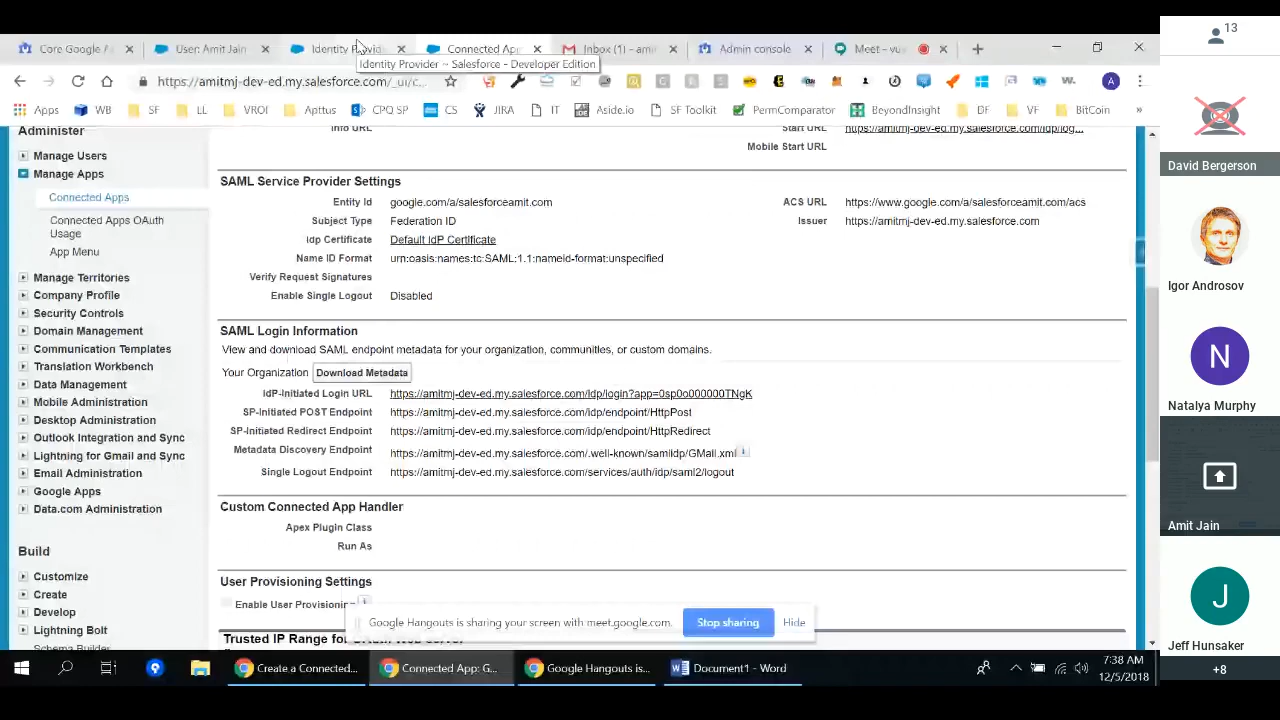 Core Google A
User: Amit Jain
Identity Provid
Connected App
Inbox (1) - ami
Admin console
Meet - vu
Identity Provider ~ Salesforce - Developer Edition
https://amitmj-dev-ed.my.salesforce.com/_ui/c...
Apps
WB
SF
LL
VROI
Apttus
CPQ SP
CS
JIRA
IT
Aside.io
SF Toolkit
PermComparator
BeyondInsight
DF
VF
BitCoin
Administer
Manage Users
Manage Apps
Connected Apps
Connected Apps OAuth
Usage
App Menu
Manage Territories
Company Profile
Security Controls
Domain Management
Communication Templates
Translation Workbench
Data Management
Mobile Administration
Desktop Administration
Outlook Integration and Sync
Lightning for Gmail and Sync
Email Administration
Google Apps
Data.com Administration
Build
Customize
Create
Develop
Lightning Bolt
Schema Builder
Info URL
Start URL https://amitmj-dev-ed.my.salesforce.com/idp/log...
Mobile Start URL
SAML Service Provider Settings
Entity Id google.com/a/salesforceamit.com
ACS URL https://www.google.com/a/salesforceamit.com/acs
Subject Type Federation ID
Issuer https://amitmj-dev-ed.my.salesforce.com
Idp Certificate Default IdP Certificate
Name ID Format urn:oasis:names:tc:SAML:1.1:nameid-format:unspecified
Verify Request Signatures
Enable Single Logout Disabled
SAML Login Information
View and download SAML endpoint metadata for your organization, communities, or custom domains.
Your Organization Download Metadata
IdP-Initiated Login URL https://amitmj-dev-ed.my.salesforce.com/idp/login?app=0sp0o000000TNgK
SP-Initiated POST Endpoint https://amitmj-dev-ed.my.salesforce.com/idp/endpoint/HttpPost
SP-Initiated Redirect Endpoint https://amitmj-dev-ed.my.salesforce.com/idp/endpoint/HttpRedirect
Metadata Discovery Endpoint https://amitmj-dev-ed.my.salesforce.com/.well-known/samlidp/GMail.xml
Single Logout Endpoint https://amitmj-dev-ed.my.salesforce.com/services/auth/idp/saml2/logout
Custom Connected App Handler
Apex Plugin Class
Run As
User Provisioning Settings
Enable User Provisioning
Trusted IP Range for
Google Hangouts is sharing your screen with meet.google.com. Stop sharing Hide
Create a Connected...
Connected App: G...
Google Hangouts is...
Document1 - Word
7:38 AM
12/5/2018
13
David Bergerson
Igor Androsov
N
Natalya Murphy
Amit Jain
J
Jeff Hunsaker
+8